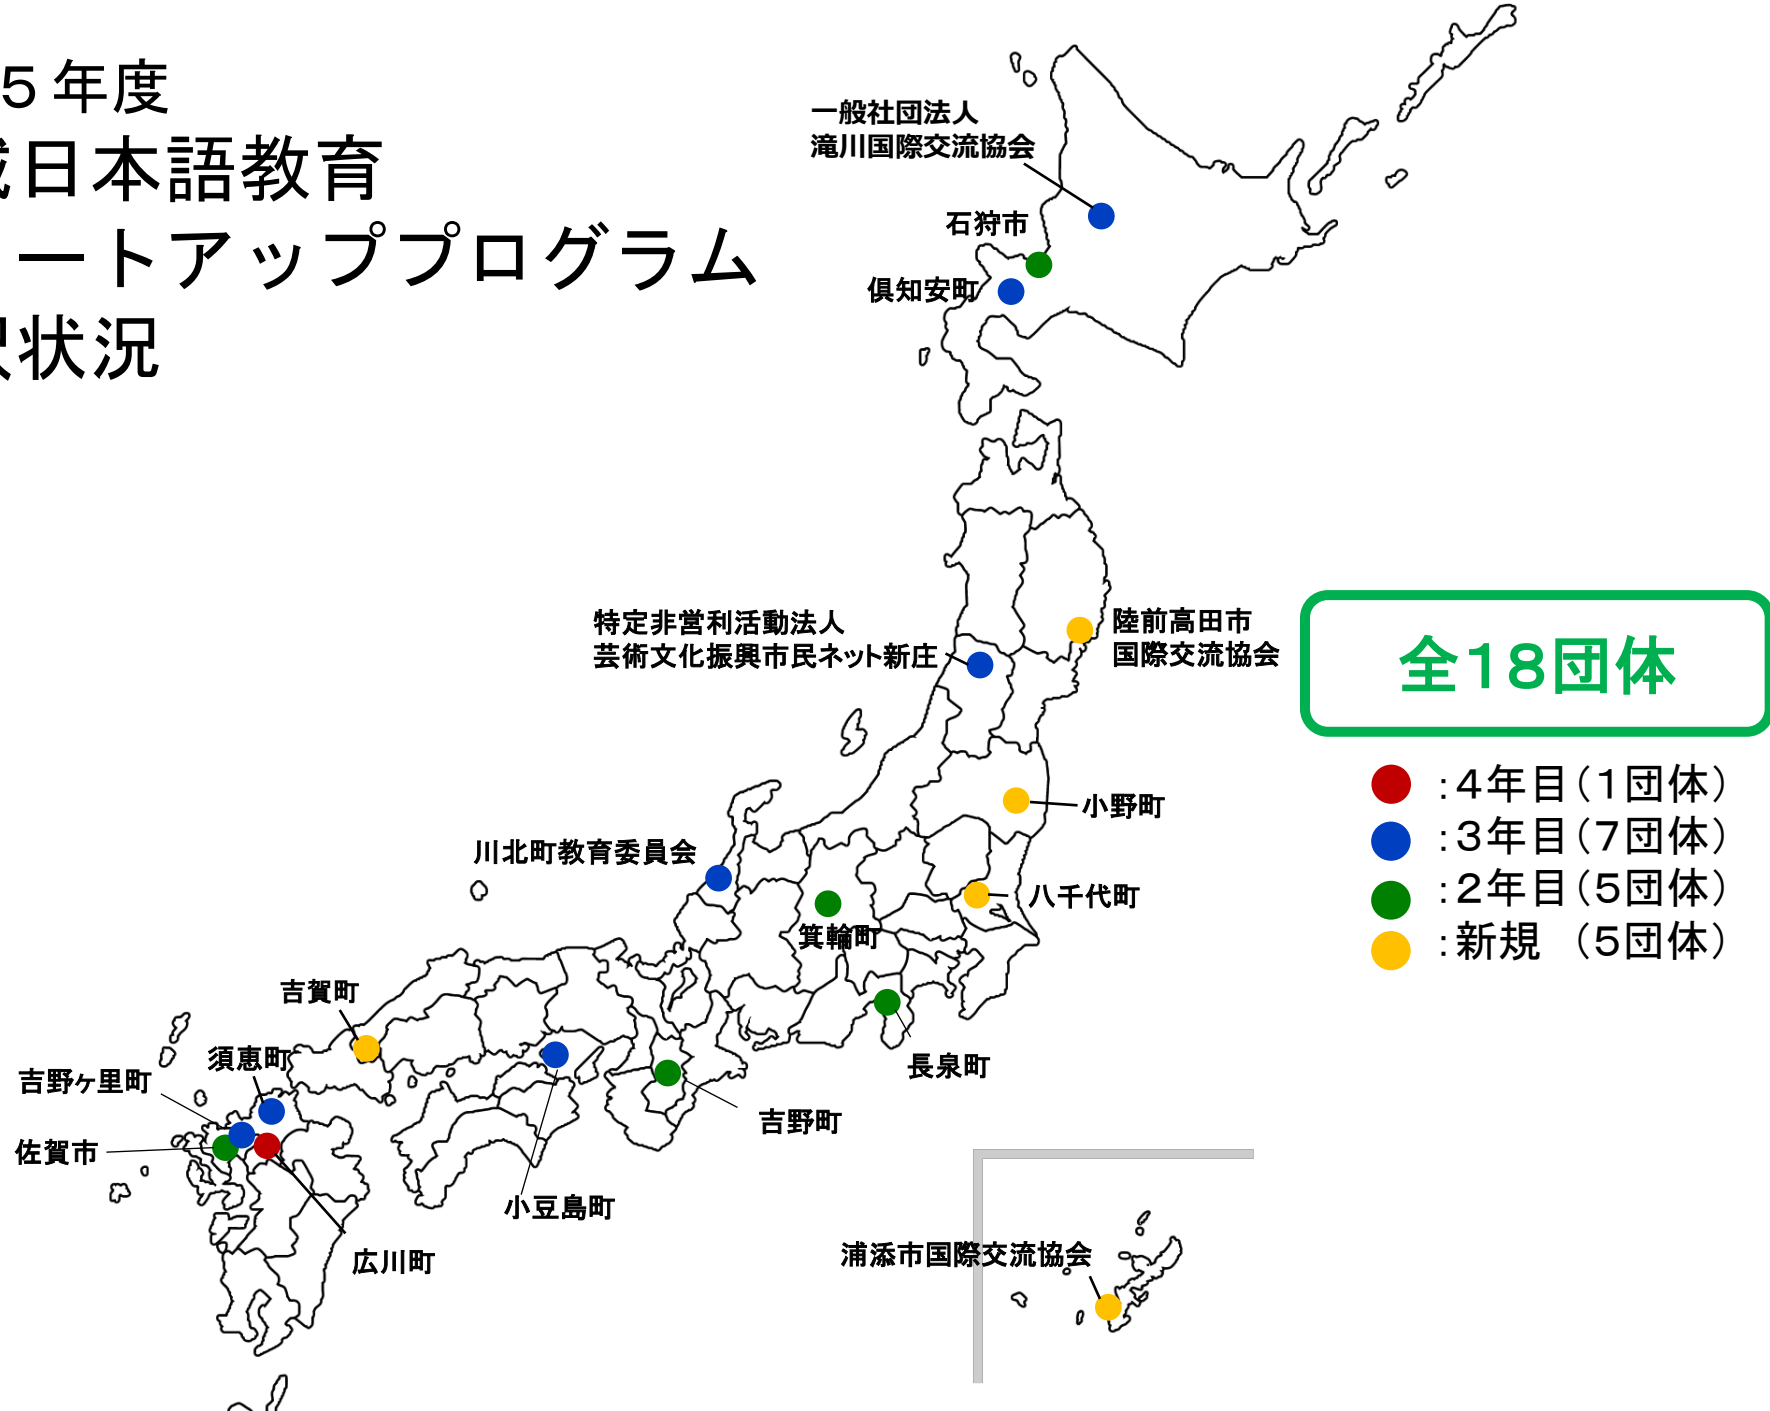 ５年度
域日本語教育
ートアッププログラム
択状況
一般社団法人
滝川国際交流協会
石狩市
倶知安町
特定非営利活動法人
芸術文化振興市民ネット新庄
陸前高田市
国際交流協会
全18団体
：４年目（１団体）
：３年目（７団体）
：２年目（５団体）
：新規　（５団体）
小野町
川北町教育委員会
八千代町
箕輪町
吉賀町
須恵町
長泉町
吉野ヶ里町
吉野町
佐賀市
小豆島町
広川町
浦添市国際交流協会